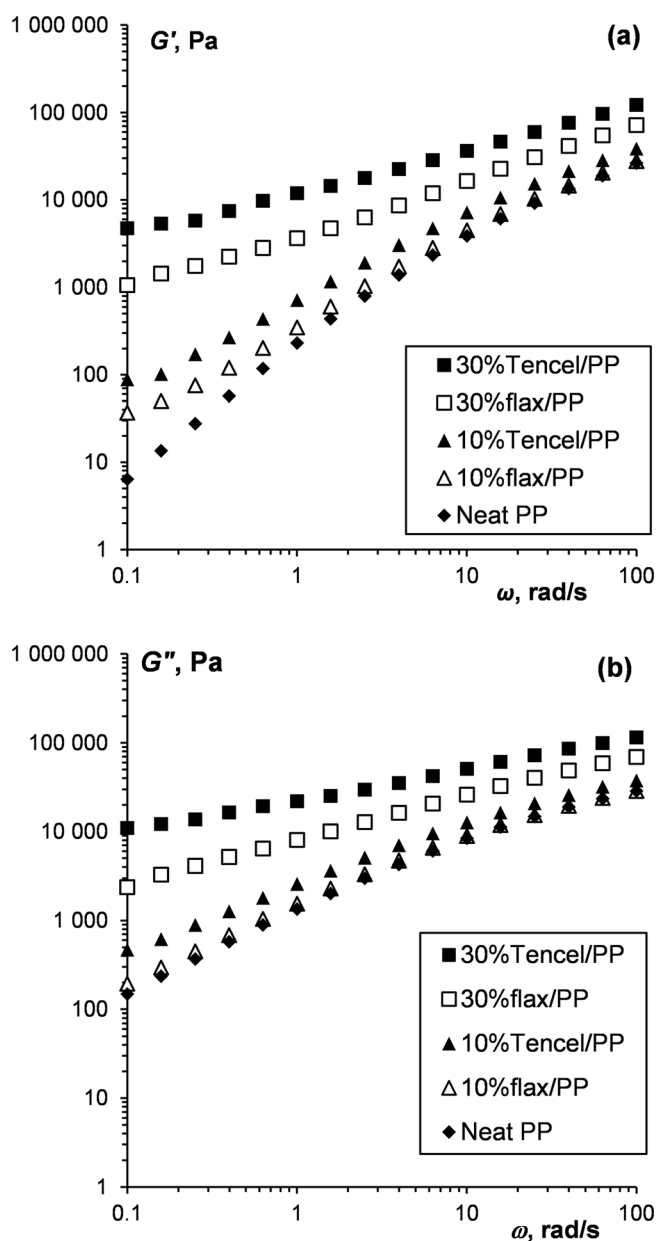 1 000 000
G', Pa
(a)
100 000
10 000
1 000
100
10
1
30%Tencel/PP
30%flax/PP
10%Tencel/PP
10%flax/PP
Neat PP
0.1
1
10
100
ω, rad/s
1 000 000
G", Pa
(b)
100 000
10 000
1 000
100
10
1
30%Tencel/PP
30%flax/PP
10%Tencel/PP
10%flax/PP
Neat PP
0.1
1
10
100
ω, rad/s